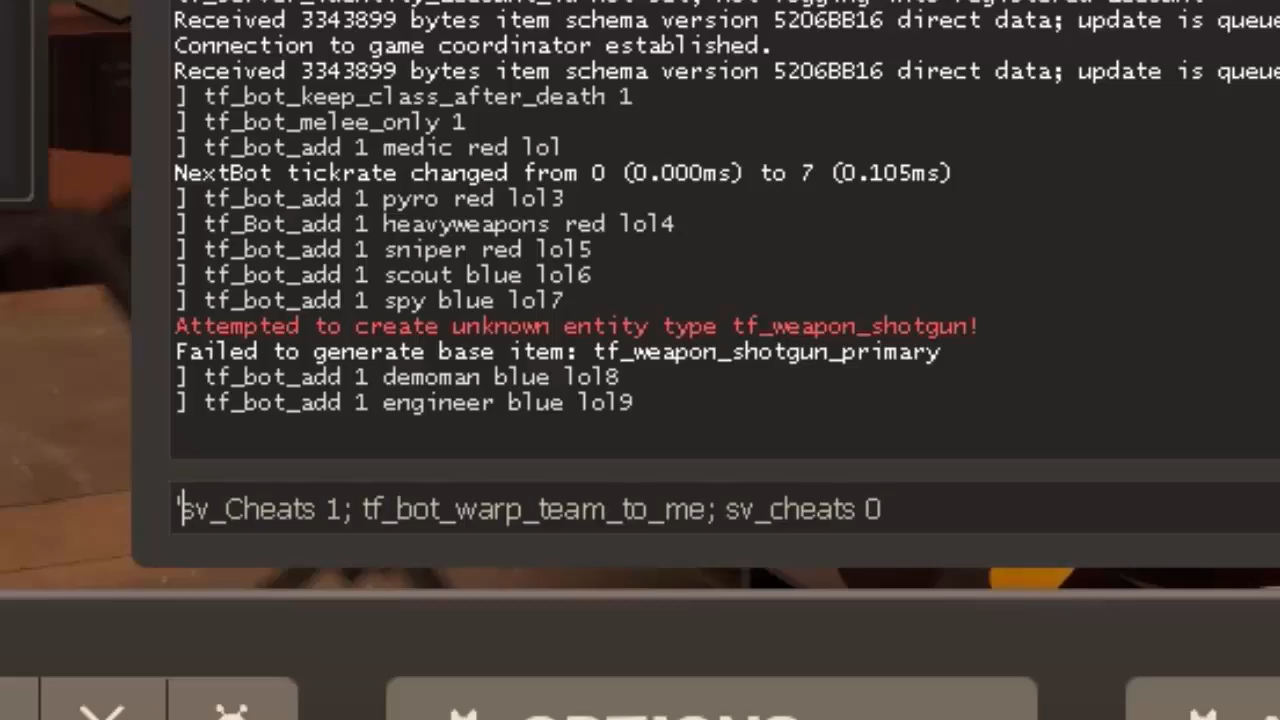 Received 3343899 bytes item schema version 5206BB16 direct data; update is queue
Connection to game coordinator established.
Received 3343899 bytes item schema version 5206BB16 direct data; update is queue
] tf_bot_keep_class_after_death 1
] tf_bot_melee_only 1
] tf_bot_add 1 medic red lol
NextBot tickrate changed from 0 (0.000ms) to 7 (0.105ms)
] tf_bot_add 1 pyro red lol3
] tf_Bot_add 1 heavyweapons red lol4
] tf_bot_add 1 sniper red lol5
] tf_bot_add 1 scout blue lol6
] tf_bot_add 1 spy blue lol7
Attempted to create unknown entity type tf_weapon_shotgun!
Failed to generate base item: tf_weapon_shotgun_primary
] tf_bot_add 1 demoman blue lol8
] tf_bot_add 1 engineer blue lol9
'sv_Cheats 1; tf_bot_warp_team_to_me; sv_cheats 0
OPTIONS